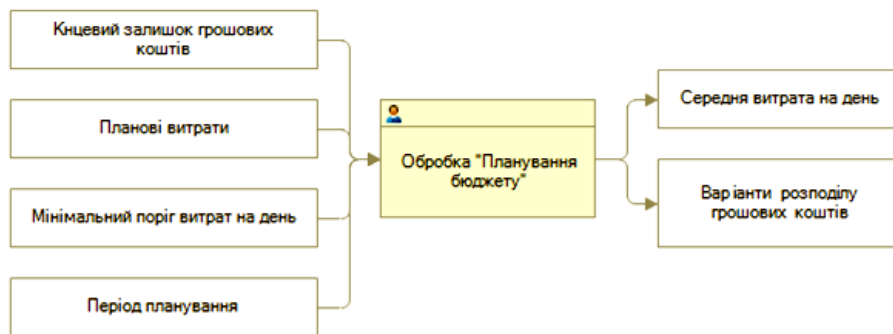 Кнцевий залишок грошових
коштів
Планові витрати
Мінімальний поріг витрат на день
Період планування
Обробка "Планування
бюджету"
Середня витрата на день
Варіанти розподілу
грошових коштів